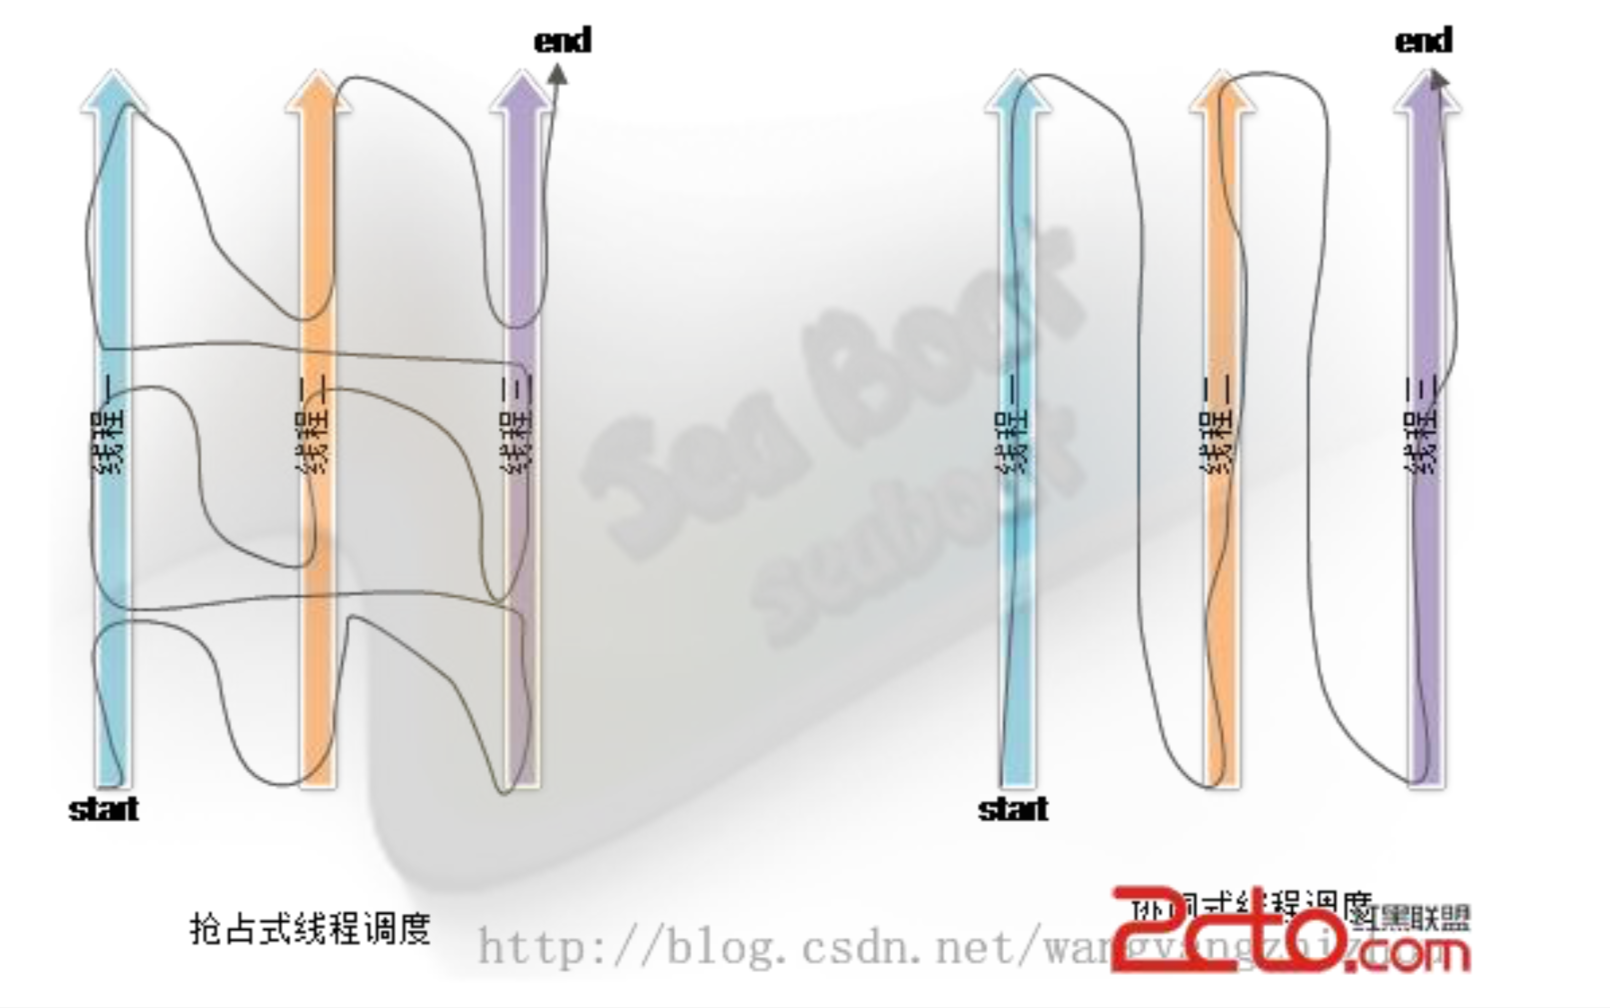 end
end
线程一
线程二
线程三
线程一
线程二
线程三
Sea Boat
seaboat
start
start
抢占式线程调度
协同式线程调度
红黑联盟
2cto.com
http://blog.csdn.net/wangyangzhizhou